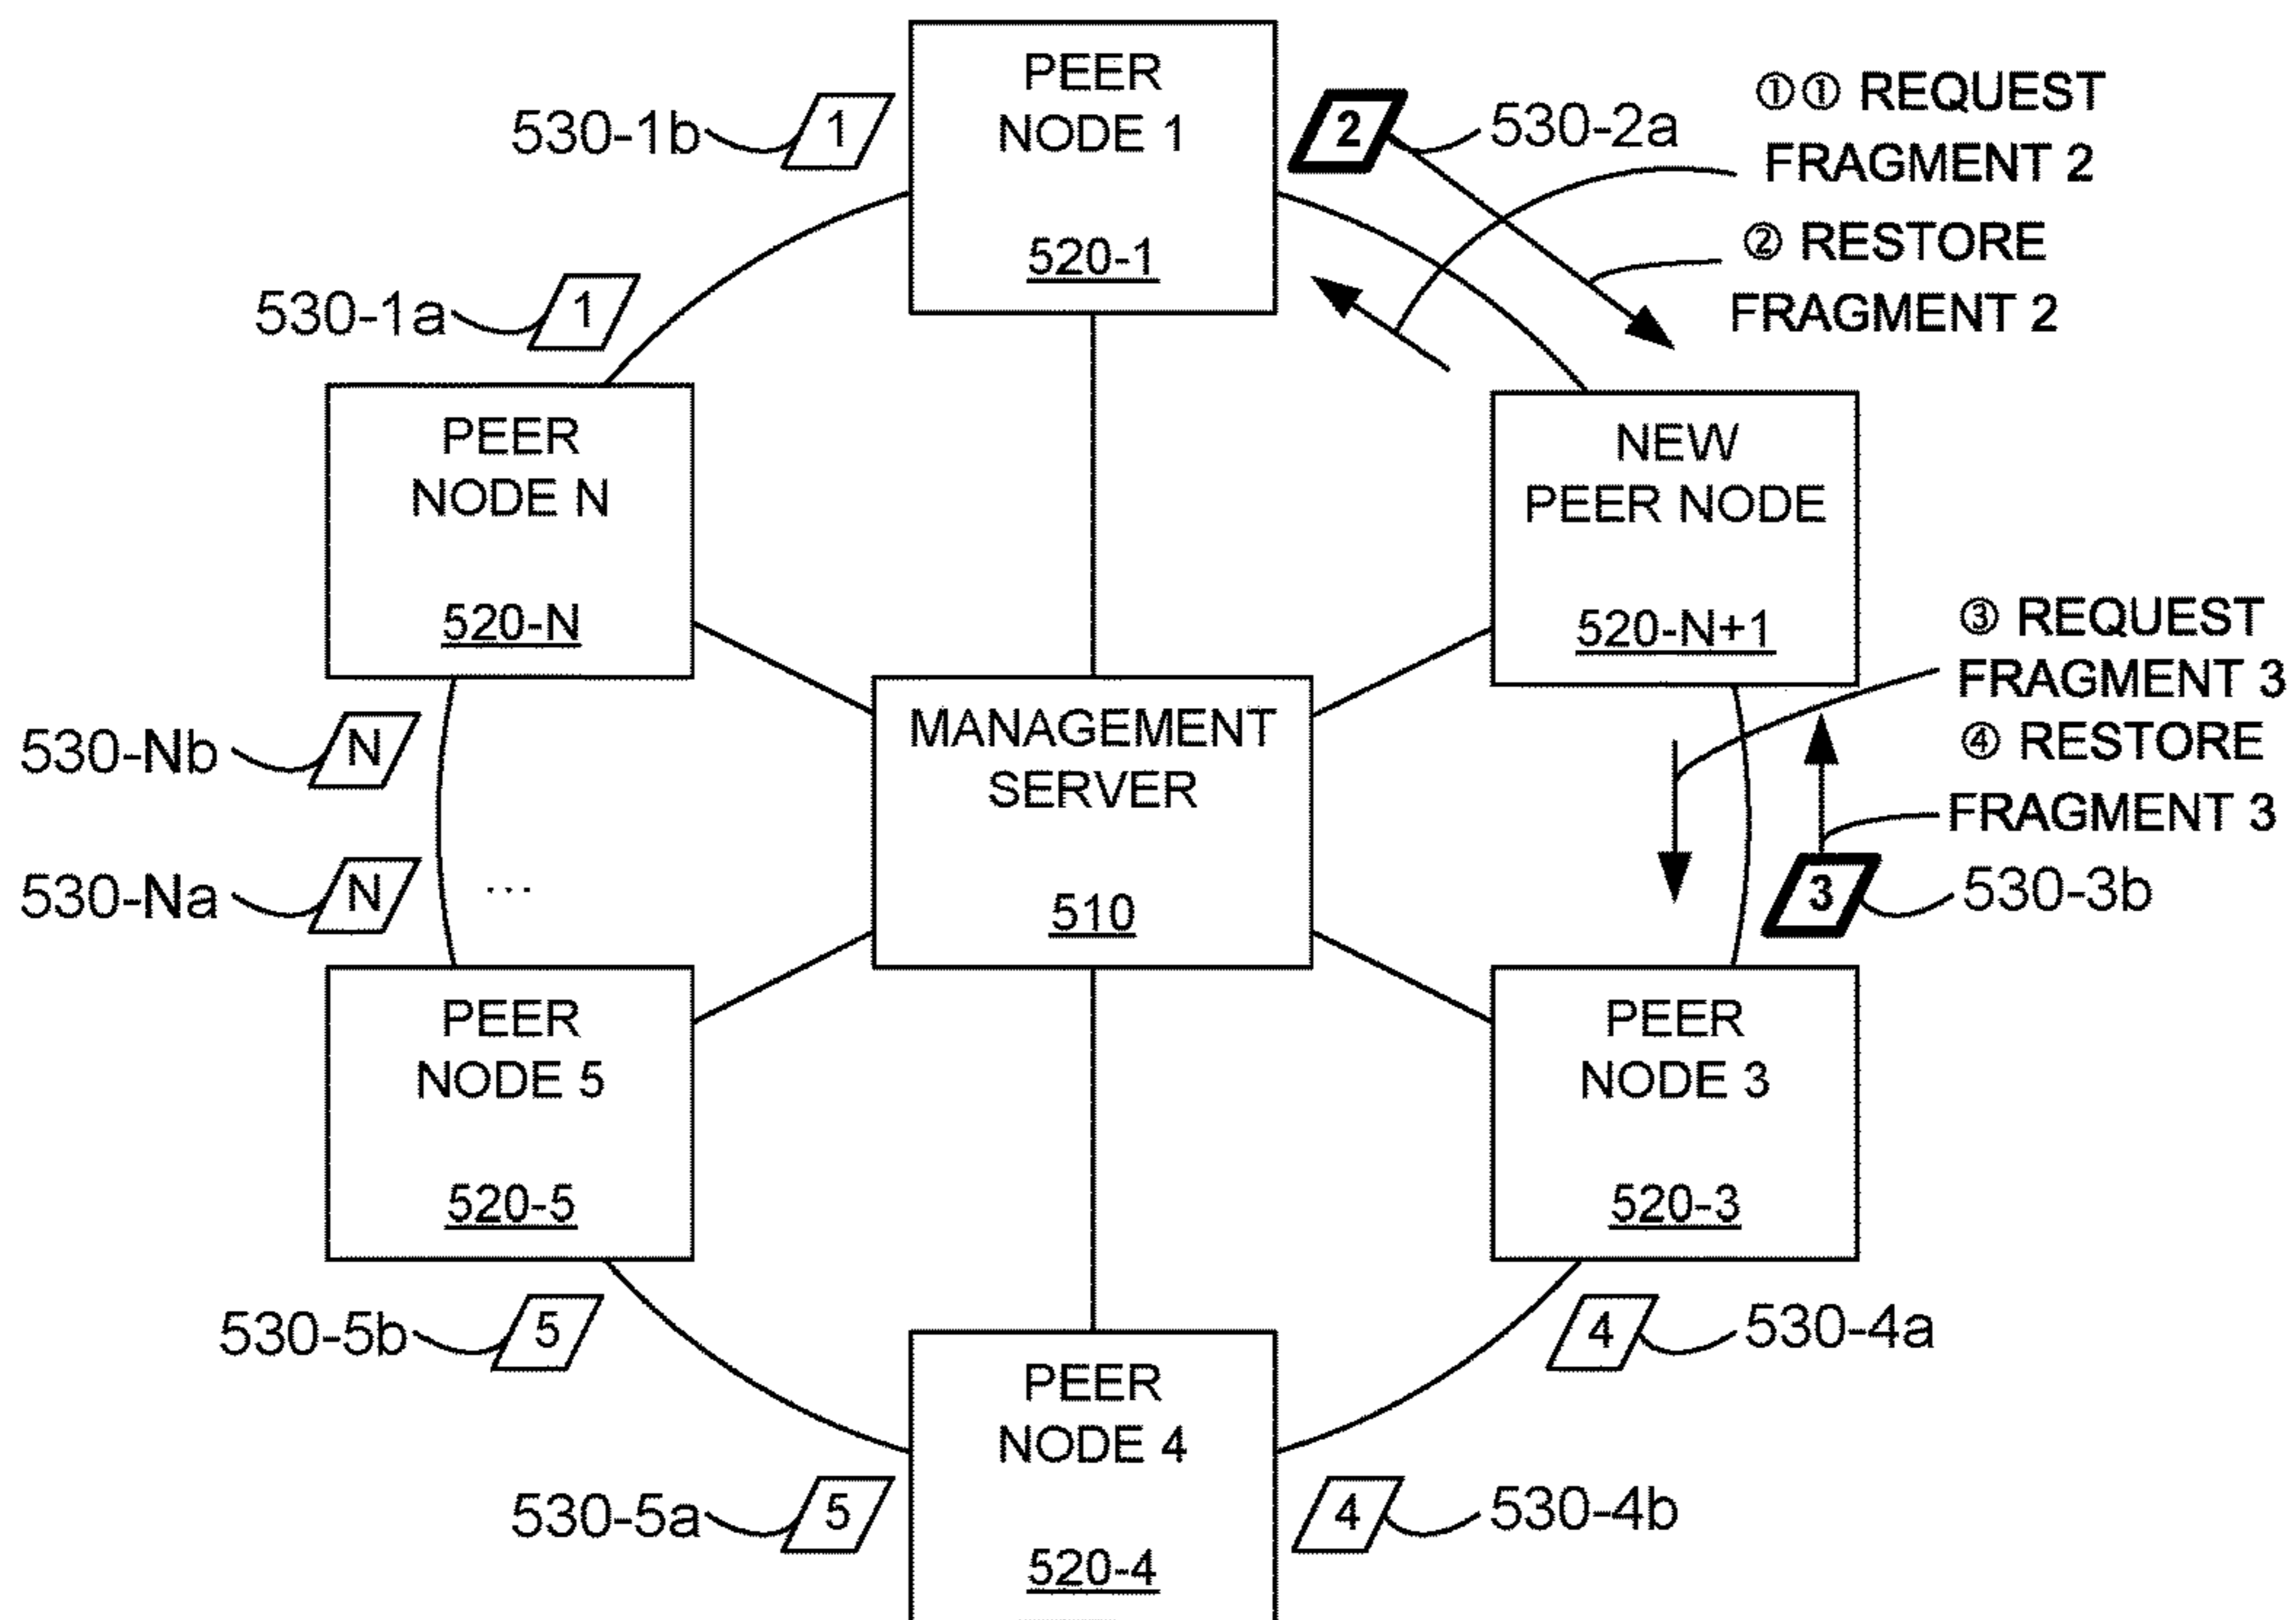 PEER
NODE 1
520-1
530-1b
1
2
530-2a
①① REQUEST
FRAGMENT 2
② RESTORE
FRAGMENT 2
530-1a
1
PEER
NODE N
520-N
NEW
PEER NODE
520-N+1
③ REQUEST
FRAGMENT 3
④ RESTORE
FRAGMENT 3
530-Nb
N
MANAGEMENT
SERVER
510
530-Na
N
...
3
530-3b
PEER
NODE 5
520-5
PEER
NODE 3
520-3
530-5b
5
4
530-4a
PEER
NODE 4
520-4
530-5a
5
4
530-4b